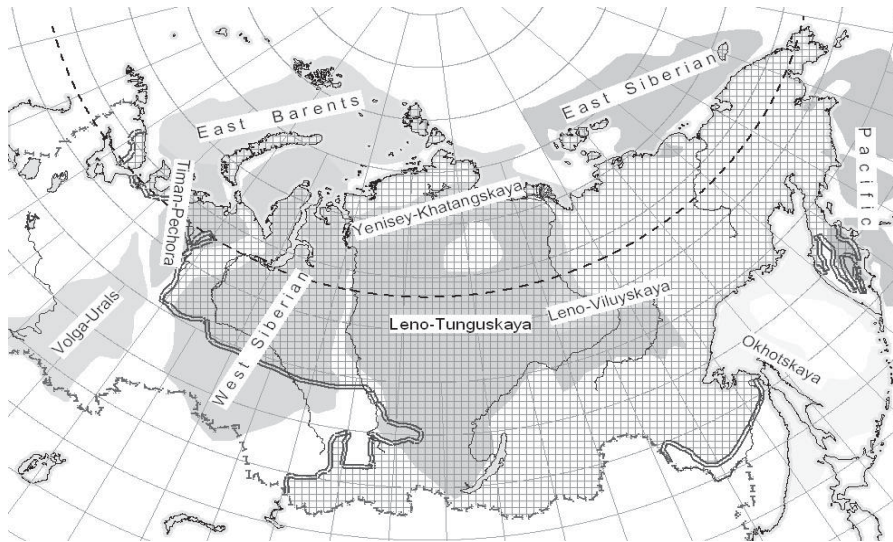 East Barents
East Siberian
Pacific
Timan-Pechora
Yenisey-Khatangskaya
Volga-Urals
West Siberian
Leno-Tunguskaya
Leno-Viluyskaya
Okhotskaya